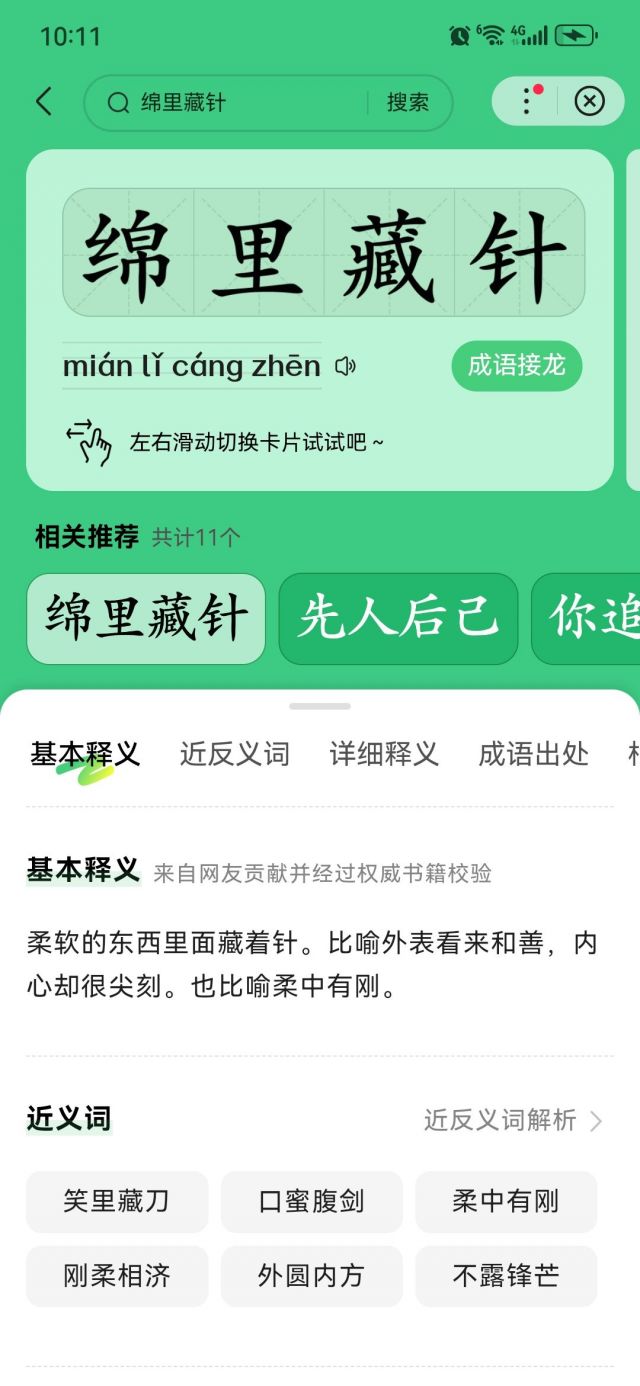 10:11
6 4G
绵里藏针 搜索
绵里藏针
mián lǐ cáng zhēn 成语接龙
左右滑动切换卡片试试吧~
相关推荐 共计11个
绵里藏针 先人后己 你追
基本释义 近反义词 详细释义 成语出处
基本释义 来自网友贡献并经过权威书籍校验
柔软的东西里面藏着针。比喻外表看来和善，内
心却很尖刻。也比喻柔中有刚。
近义词 近反义词解析
笑里藏刀 口蜜腹剑 柔中有刚
刚柔相济 外圆内方 不露锋芒